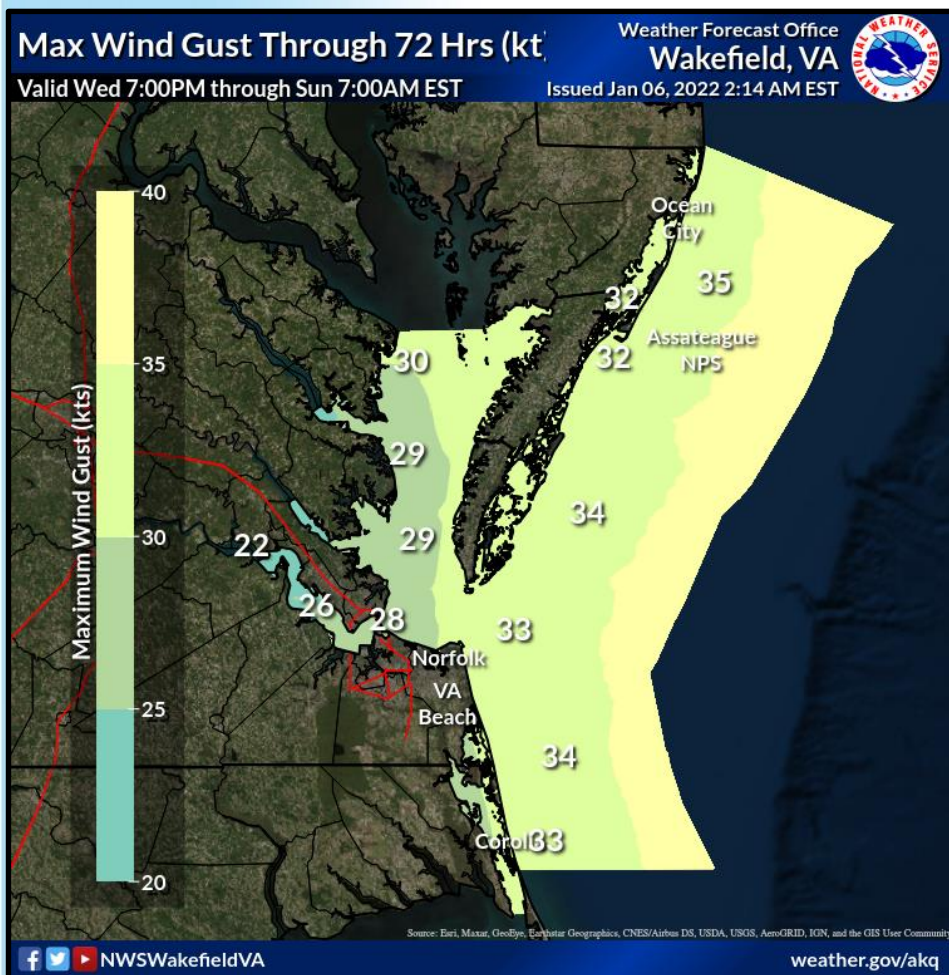 Max Wind Gust Through 72 Hrs (kt
Valid Wed 7:00PM through Sun 7:00AM EST
Weather Forecast Office
Wakefield, VA
Issued Jan 06, 2022 2:14 AM EST
NATIONAL WEATHER SERVICE
40
35
30
25
20
Maximum Wind Gust (kts)
Ocean
City
35
32
32
Assateague
NPS
30
29
34
29
22
26
28
33
Norfolk
VA
Beach
34
Coroll
33
Source: Esri, Maxar, GeoEye, Earthstar Geographics, CNES/Airbus DS, USDA, USGS, AeroGRID, IGN, and the GIS User Community
NWSWakefieldVA
weather.gov/akq